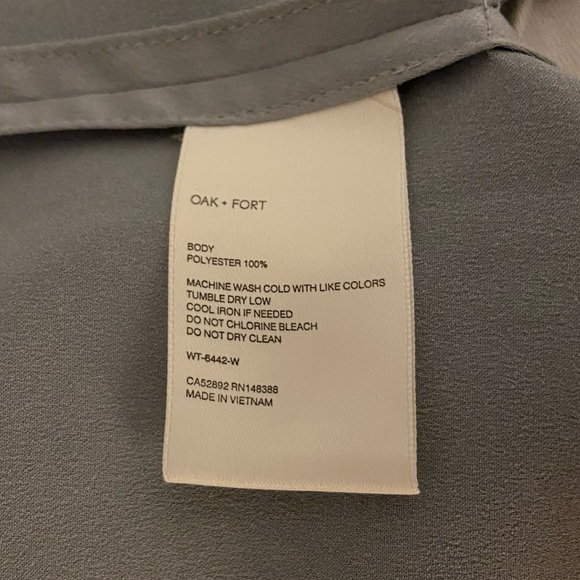 OAK + FORT
BODY
POLYESTER 100%
MACHINE WASH COLD WITH LIKE COLORS
TUMBLE DRY LOW
COOL IRON IF NEEDED
DO NOT CHLORINE BLEACH
DO NOT DRY CLEAN
WT-6442-W
CA52892 RN148388
MADE IN VIETNAM